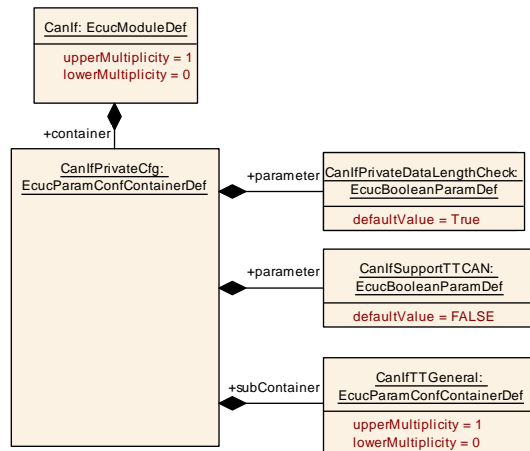 CanIf: EcucModuleDef
upperMultiplicity = 1
lowerMultiplicity = 0
+container
CanIfPrivateCfg:
EcucParamConfContainerDef
+parameter
CanIfPrivateDataLengthCheck:
EcucBooleanParamDef
defaultValue = True
+parameter
CanIfSupportTTCAN:
EcucBooleanParamDef
defaultValue = FALSE
+subContainer
CanIfTTGeneral:
EcucParamConfContainerDef
upperMultiplicity = 1
lowerMultiplicity = 0